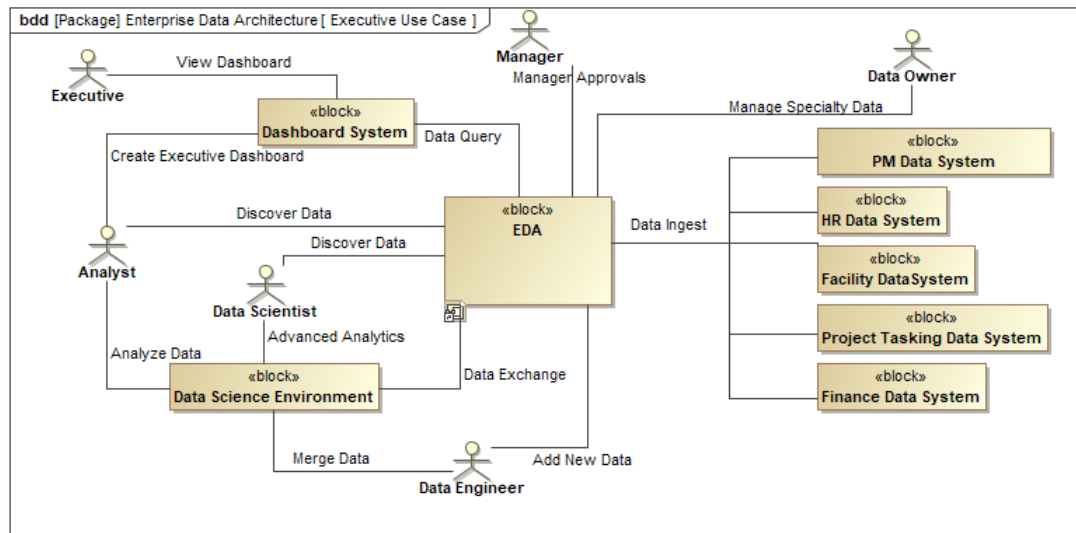 bdd [Package] Enterprise Data Architecture [ Executive Use Case ]
Manager
Executive
View Dashboard
Manager Approvals
Data Owner
Manage Specialty Data
«block»
Dashboard System
Data Query
Create Executive Dashboard
«block»
PM Data System
«block»
HR Data System
«block»
EDA
Discover Data
Data Ingest
Discover Data
«block»
Facility DataSystem
Analyst
Data Scientist
«block»
Project Tasking Data System
Advanced Analytics
Analyze Data
«block»
Data Science Environment
Data Exchange
«block»
Finance Data System
Merge Data
Add New Data
Data Engineer